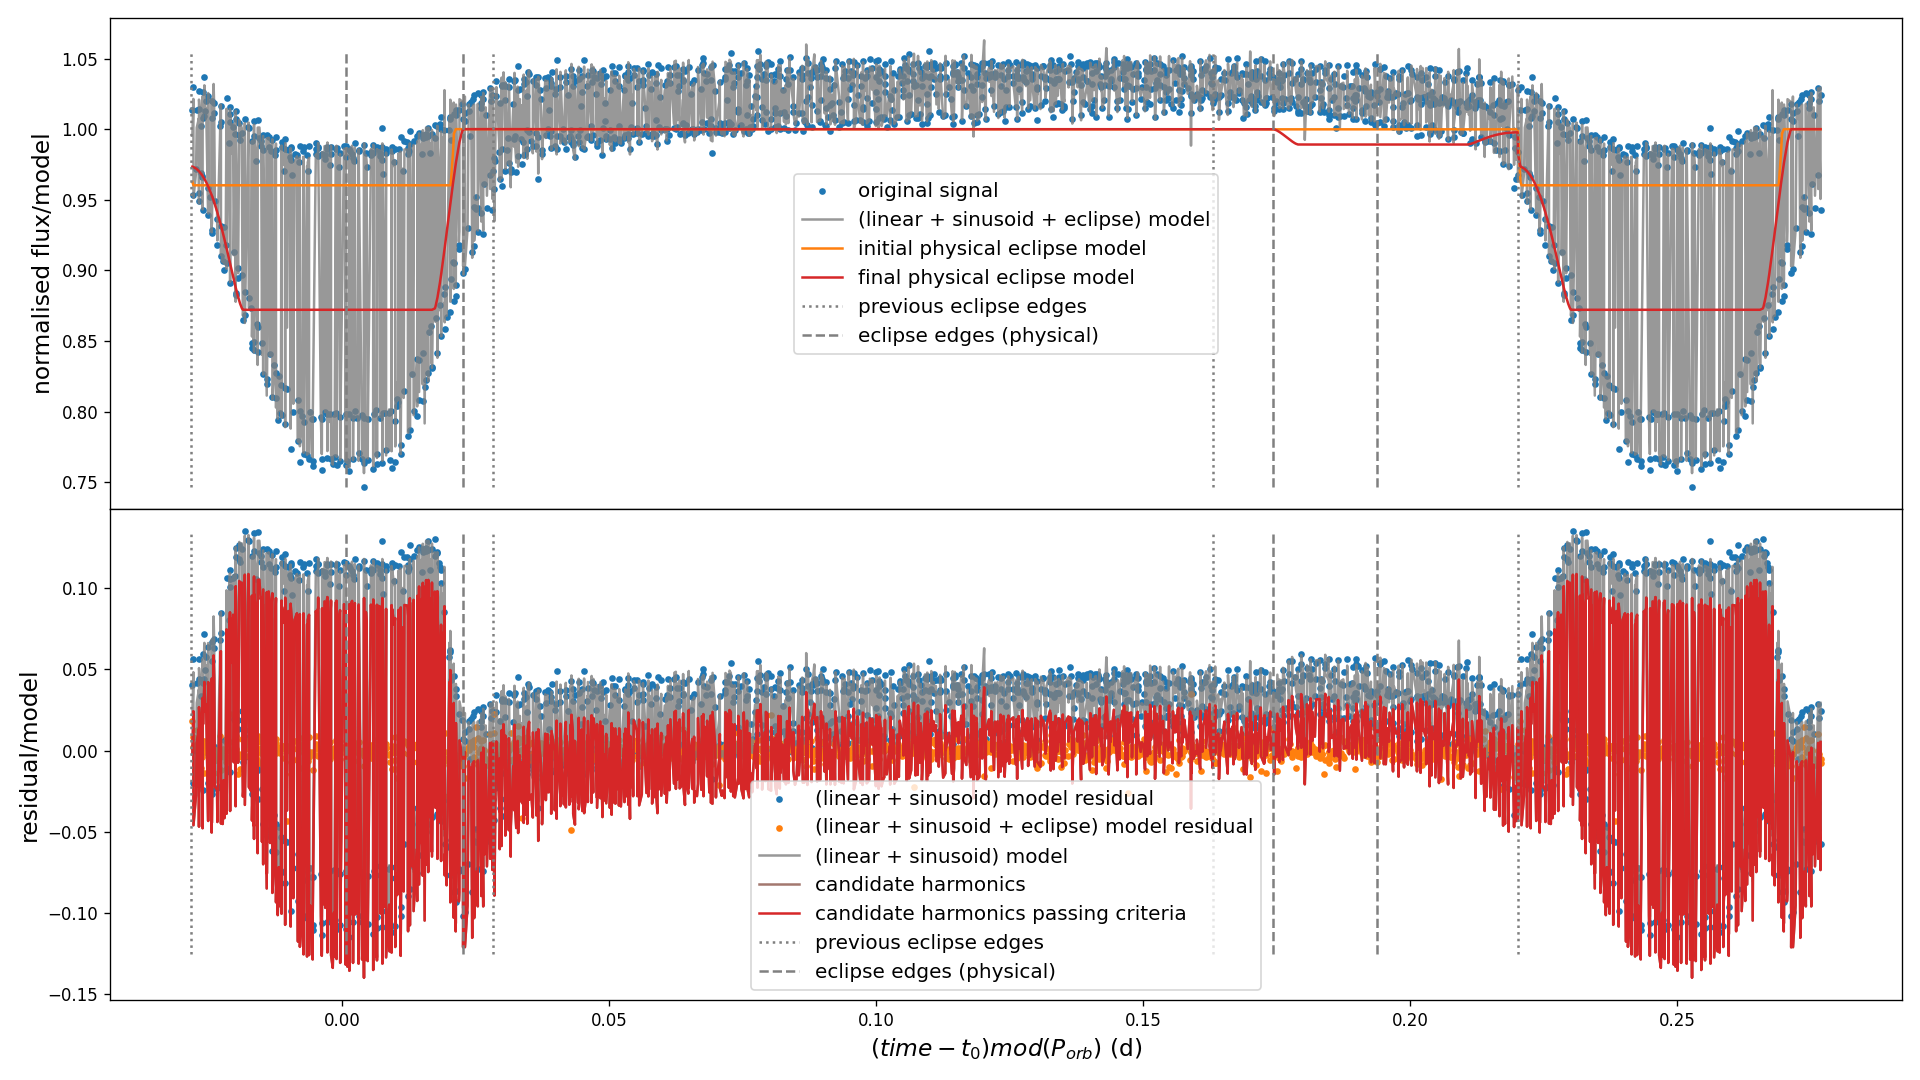 normalised flux/model
1.05
1.00
0.95
0.90
0.85
0.80
0.75
original signal
(linear + sinusoid + eclipse) model
initial physical eclipse model
final physical eclipse model
previous eclipse edges
eclipse edges (physical)
residual/model
0.10
0.05
0.00
−0.05
−0.10
−0.15
(linear + sinusoid) model residual
(linear + sinusoid + eclipse) model residual
(linear + sinusoid) model
candidate harmonics
candidate harmonics passing criteria
previous eclipse edges
eclipse edges (physical)
0.00 0.05 0.10 0.15 0.20 0.25
(time − t₀)mod(P_orb) (d)